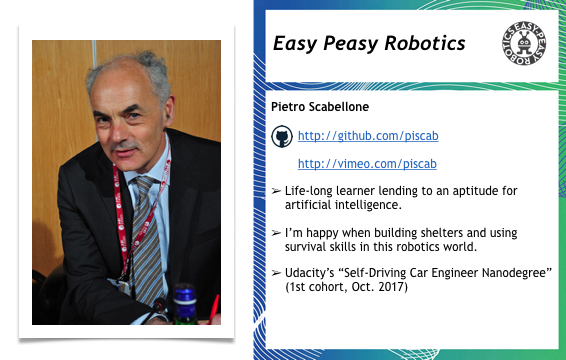 Easy Peasy Robotics
EASY-PEASY ROBOTICS
Pietro Scabellone
http://github.com/piscab
http://vimeo.com/piscab
➢ Life-long learner lending to an aptitude for
artificial intelligence.
➢ I’m happy when building shelters and using
survival skills in this robotics world.
➢ Udacity’s “Self-Driving Car Engineer Nanodegree”
(1st cohort, Oct. 2017)